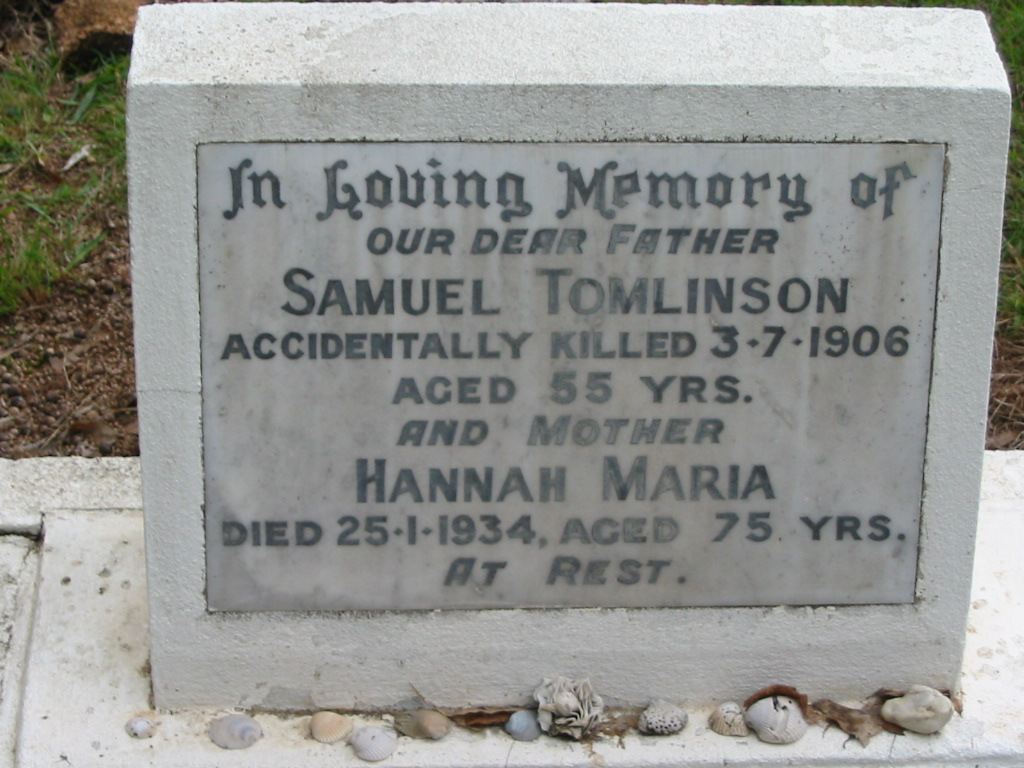 In Loving Memory of
OUR DEAR FATHER
SAMUEL TOMLINSON
ACCIDENTALLY KILLED 3·7·1906
AGED 55 YRS.
AND MOTHER
HANNAH MARIA
DIED 25·1·1934, AGED 75 YRS.
AT REST.